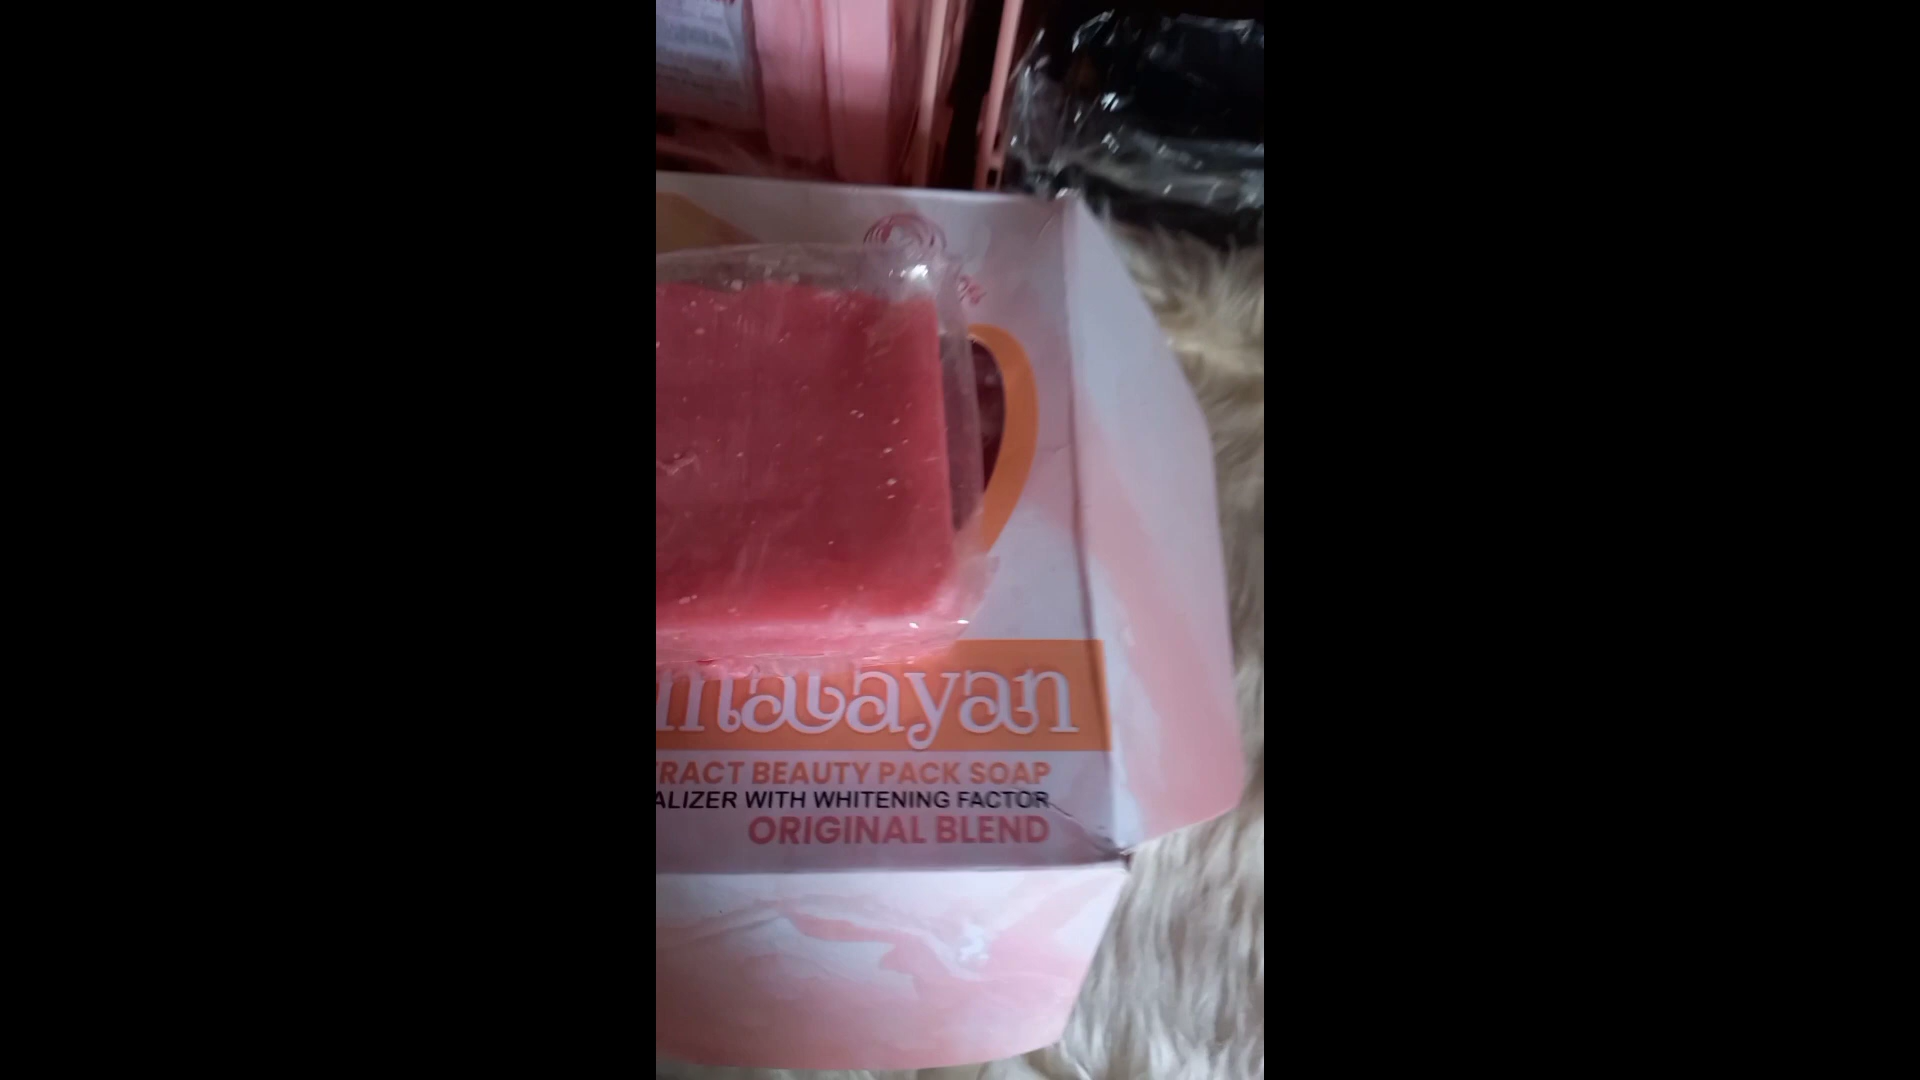 malayan
RACT BEAUTY PACK SOAP
ALIZER WITH WHITENING FACTOR
ORIGINAL BLEND